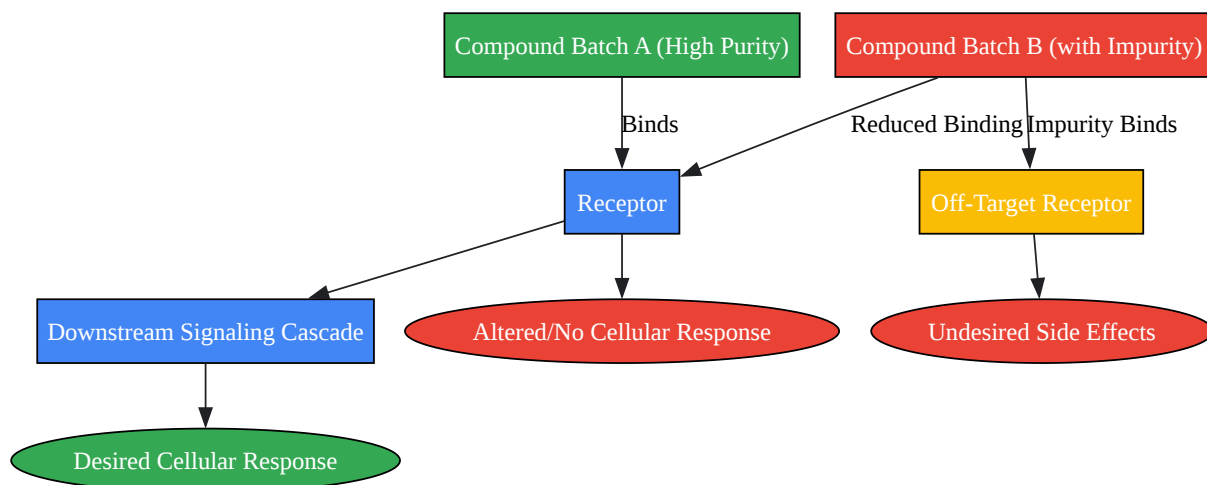 Compound Batch A (High Purity)
Compound Batch B (with Impurity)
Binds
Reduced Binding
Impurity Binds
Receptor
Off-Target Receptor
Downstream Signaling Cascade
Altered/No Cellular Response
Undesired Side Effects
Desired Cellular Response